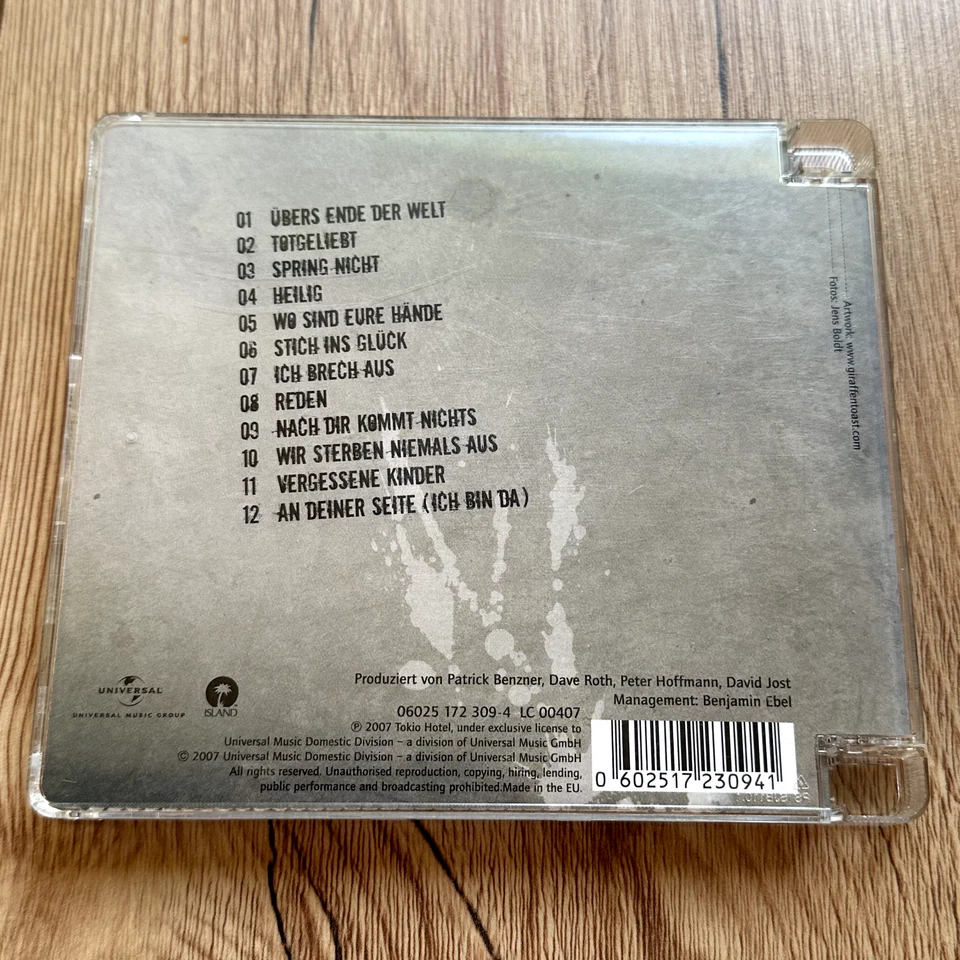 01 ÜBERS ENDE DER WELT
02 TOTGELIEBT
03 SPRING NICHT
04 HEILIG
05 WO SIND EURE HÄNDE
06 STICH INS GLÜCK
07 ICH BRECH AUS
08 REDEN
09 NACH DIR KOMMT NICHTS
10 WIR STERBEN NIEMALS AUS
11 VERGESSENE KINDER
12 AN DEINER SEITE (ICH BIN DA)
Artwork: www.giraffentoast.com
Fotos: Jens Boldt
UNIVERSAL
UNIVERSAL MUSIC GROUP
ISLAND
Produziert von Patrick Benzner, Dave Roth, Peter Hoffmann, David Jost
Management: Benjamin Ebel
06025 172 309-4 LC 00407
℗ 2007 Tokio Hotel, under exclusive license to
Universal Music Domestic Division – a division of Universal Music GmbH
© 2007 Universal Music Domestic Division – a division of Universal Music GmbH
All rights reserved. Unauthorised reproduction, copying, hiring, lending,
public performance and broadcasting prohibited.Made in the EU.
0 602517 230941